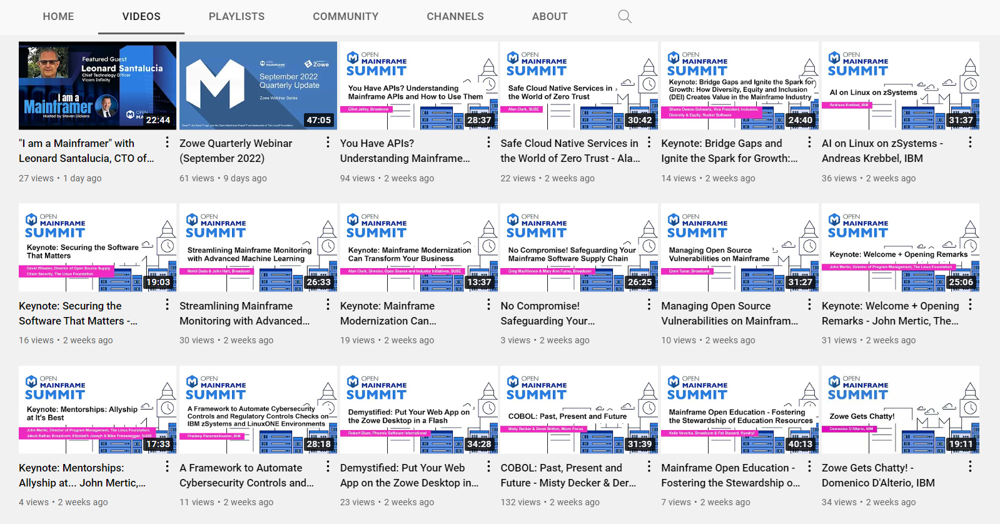 HOME VIDEOS PLAYLISTS COMMUNITY CHANNELS ABOUT
Featured Guest
Leonard Santalucia
Chief Technology Officer
Vicom Infinity
I am a
Mainframer
Hosted by Steven Dickens
OPEN
MA
22:44
"I am a Mainframer" with
Leonard Santalucia, CTO of...
27 views • 1 day ago
OPEN
MAINFRAME
Zowe
September 2022
Quarterly Update
Zowe Webinar Series
47:05
Zowe Quarterly Webinar
(September 2022)
61 views • 9 days ago
OPEN
MAINFRAME
SUMMIT
You Have APIs? Understanding
Mainframe APIs and How to Use Them
Elliot Jalley, Broadcom
28:37
You Have APIs?
Understanding Mainframe...
94 views • 2 weeks ago
OPEN
MAINFRAME
SUMMIT
Safe Cloud Native Services in
the World of Zero Trust
Alan Clark, SUSE
30:42
Safe Cloud Native Services in
the World of Zero Trust - Ala...
22 views • 2 weeks ago
OPEN
MAINFRAME
SUMMIT
Keynote: Bridge Gaps and Ignite the Spark for
Growth: How Diversity, Equity and Inclusion
(DEI) Creates Value in the Mainframe Industry
Shama Owens-Schwartz, Vice President, Inclusion,
Diversity & Equity, Rocket Software
24:40
Keynote: Bridge Gaps and
Ignite the Spark for Growth:...
14 views • 2 weeks ago
OPEN
MAINFRAME
SUMMIT
AI on Linux on zSystems
Andreas Krebbel, IBM
31:37
AI on Linux on zSystems -
Andreas Krebbel, IBM
36 views • 2 weeks ago
OPEN
MAINFRAME
SUMMIT
Keynote: Securing the Software
That Matters
David Wheeler, Director of Open Source Supply
Chain Security, The Linux Foundation
19:03
Keynote: Securing the
Software That Matters -...
16 views • 2 weeks ago
OPEN
MAINFRAME
SUMMIT
Streamlining Mainframe Monitoring
with Advanced Machine Learning
Mohit Dadu & John Hart, Broadcom
26:33
Streamlining Mainframe
Monitoring with Advanced...
30 views • 2 weeks ago
OPEN
MAINFRAME
SUMMIT
Keynote: Mainframe Modernization
Can Transform Your Business
Alan Clark, Director, Open Source and Industry Initiatives, SUSE
13:37
Keynote: Mainframe
Modernization Can...
19 views • 2 weeks ago
OPEN
MAINFRAME
SUMMIT
No Compromise! Safeguarding Your
Mainframe Software Supply Chain
Greg MacKinnon & Mary Ann Furno, Broadcom
26:25
No Compromise!
Safeguarding Your...
3 views • 2 weeks ago
OPEN
MAINFRAME
SUMMIT
Managing Open Source
Vulnerabilities on Mainframe
Emre Tunar, Broadcom
31:27
Managing Open Source
Vulnerabilities on Mainfram...
10 views • 2 weeks ago
OPEN
MAINFRAME
SUMMIT
Keynote: Welcome + Opening Remarks
John Mertic, Director of Program Management, The Linux Foundation
25:06
Keynote: Welcome + Opening
Remarks - John Mertic, The...
31 views • 2 weeks ago
OPEN
MAINFRAME
SUMMIT
Keynote: Mentorships: Allyship
at It's Best
John Mertic, Director of Program Management, The Linux Foundation;
Jakub Balhar, Broadcom; Elizabeth Joseph & Mike Friesenegger, SUSE
17:33
Keynote: Mentorships:
Allyship at... John Mertic,...
4 views • 2 weeks ago
OPEN
MAINFRAME
SUMMIT
A Framework to Automate Cybersecurity
Controls and Regulatory Controls Checks on
IBM zSystems and LinuxONE Environments
Pradeep Parameshwaran, IBM
28:18
A Framework to Automate
Cybersecurity Controls and...
11 views • 2 weeks ago
OPEN
MAINFRAME
SUMMIT
Demystified: Put Your Web App on
the Zowe Desktop in a Flash
Robert Blum; Pheonix Software International
34:28
Demystified: Put Your Web
App on the Zowe Desktop in...
23 views • 2 weeks ago
OPEN
MAINFRAME
SUMMIT
COBOL: Past, Present and Future
Misty Decker & Derek Britton, Micro Focus
31:39
COBOL: Past, Present and
Future - Misty Decker & Der...
132 views • 2 weeks ago
OPEN
MAINFRAME
SUMMIT
Mainframe Open Education - Fostering
the Stewardship of Education Resources
Kelle Veverka, Broadcom & Pat Stanard, Kyndryl
40:13
Mainframe Open Education -
Fostering the Stewardship o...
7 views • 2 weeks ago
OPEN
MAINFRAME
SUMMIT
Zowe Gets Chatty!
Domenico D'Alterio, IBM
19:11
Zowe Gets Chatty! -
Domenico D'Alterio, IBM
34 views • 2 weeks ago